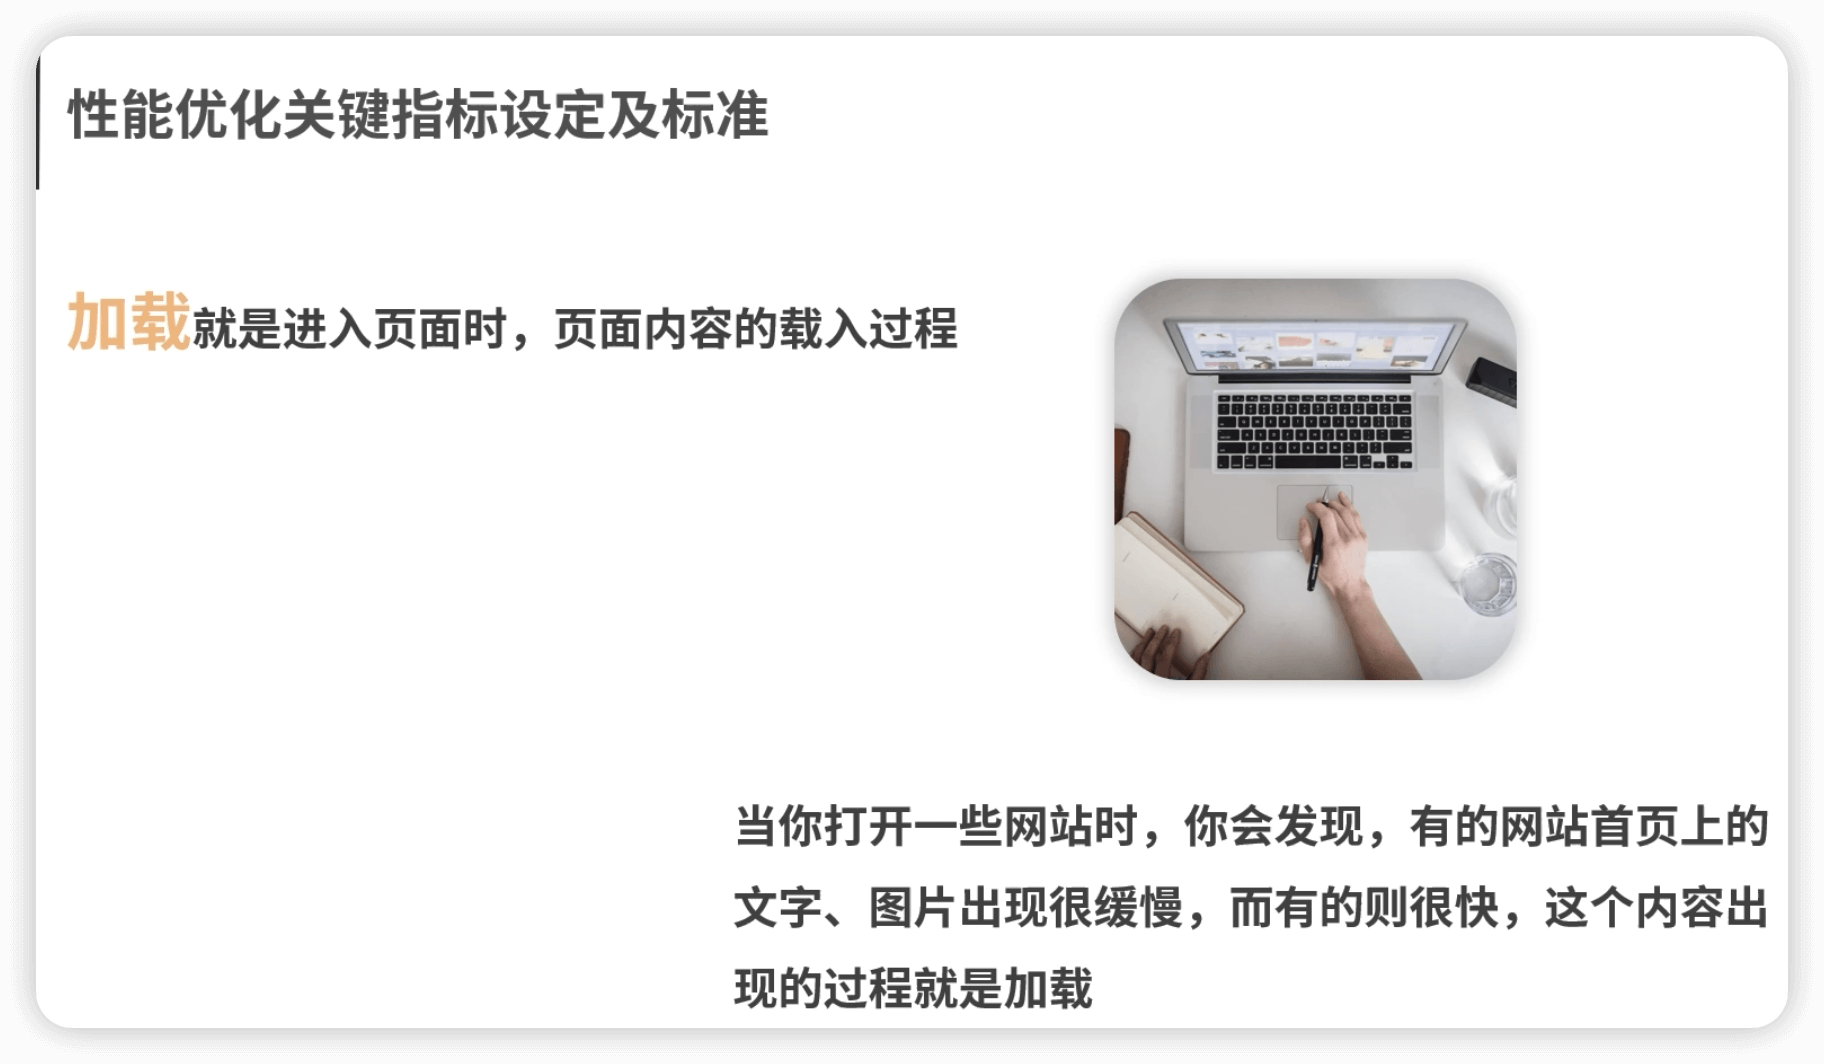 性能优化关键指标设定及标准
加载就是进入页面时，页面内容的载入过程
当你打开一些网站时，你会发现，有的网站首页上的
文字、图片出现很缓慢，而有的则很快，这个内容出
现的过程就是加载